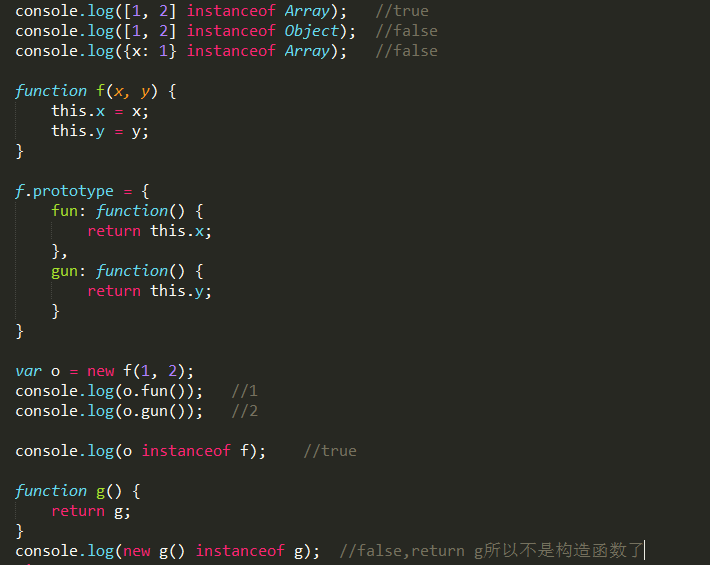 console.log([1, 2] instanceof Array);   //true
console.log([1, 2] instanceof Object);  //false
console.log({x: 1} instanceof Array);   //false
function f(x, y) {
    this.x = x;
    this.y = y;
}
f.prototype = {
    fun: function() {
        return this.x;
    },
    gun: function() {
        return this.y;
    }
}
var o = new f(1, 2);
console.log(o.fun());   //1
console.log(o.gun());   //2
console.log(o instanceof f);    //true
function g() {
    return g;
}
console.log(new g() instanceof g);  //false,return g所以不是构造函数了